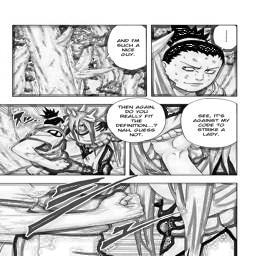 AND I'M
SUCH A
NICE
GUY.
SEE, IT'S
AGAINST MY
CODE TO
STRIKE A
LADY.
THEN AGAIN,
DO YOU
REALLY FIT
THE
DEFINITION...?
NAH, GUESS
NOT.